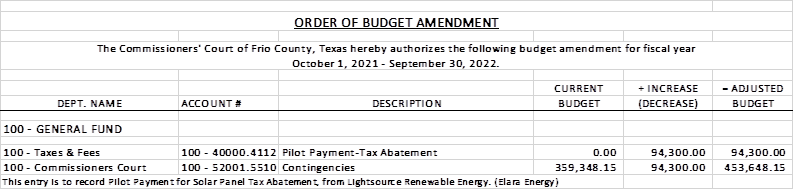 ORDER OF BUDGET AMENDMENT
The Commissioners' Court of Frio County, Texas hereby authorizes the following budget amendment for fiscal year
October 1, 2021 - September 30, 2022.
CURRENT + INCREASE = ADJUSTED
DEPT. NAME ACCOUNT # DESCRIPTION BUDGET (DECREASE) BUDGET
100 - GENERAL FUND
100 - Taxes & Fees 100 - 40000.4112 Pilot Payment-Tax Abatement 0.00 94,300.00 94,300.00
100 - Commissioners Court 100 - 52001.5510 Contingencies 359,348.15 94,300.00 453,648.15
This entry is to record Pilot Payment for Solar Panel Tax Abatement, from Lightsource Renewable Energy. (Elara Energy)